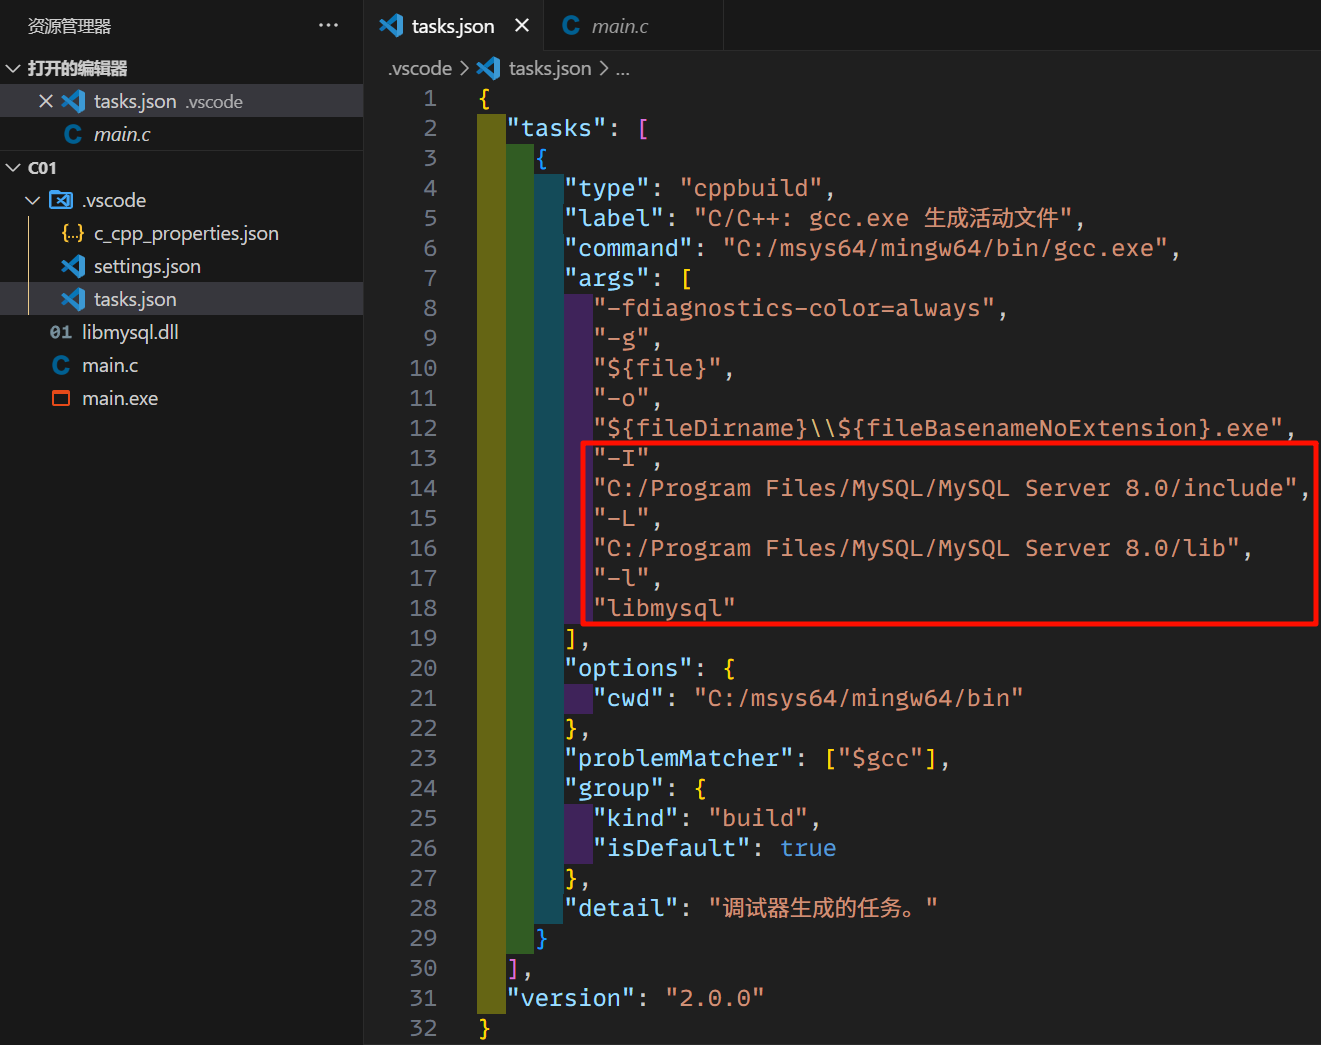 资源管理器 ···
打开的编辑器
tasks.json .vscode
main.c
C01
.vscode
c_cpp_properties.json
settings.json
tasks.json
libmysql.dll
main.c
main.exe
tasks.json main.c
.vscode > tasks.json > ...
1 {
2 "tasks": [
3 {
4 "type": "cppbuild",
5 "label": "C/C++: gcc.exe 生成活动文件",
6 "command": "C:/msys64/mingw64/bin/gcc.exe",
7 "args": [
8 "-fdiagnostics-color=always",
9 "-g",
10 "${file}",
11 "-o",
12 "${fileDirname}\\${fileBasenameNoExtension}.exe",
13 "-I",
14 "C:/Program Files/MySQL/MySQL Server 8.0/include",
15 "-L",
16 "C:/Program Files/MySQL/MySQL Server 8.0/lib",
17 "-l",
18 "libmysql"
19 ],
20 "options": {
21 "cwd": "C:/msys64/mingw64/bin"
22 },
23 "problemMatcher": ["$gcc"],
24 "group": {
25 "kind": "build",
26 "isDefault": true
27 },
28 "detail": "调试器生成的任务。"
29 }
30 ],
31 "version": "2.0.0"
32 }